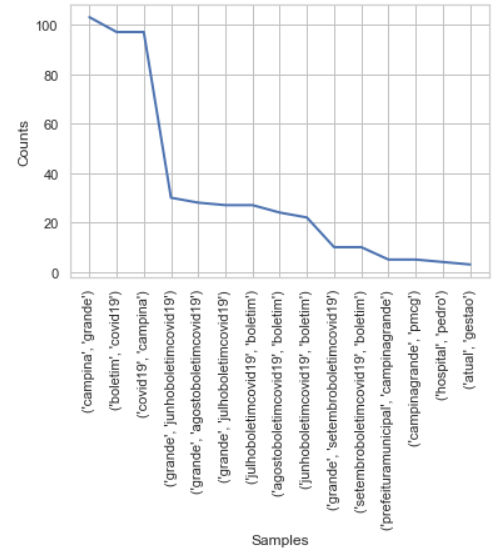 100
80
60
40
20
0
Counts
('campina', 'grande')
('boletim', 'covid19')
('covid19', 'campina')
('grande', 'junhoboletimcovid19')
('grande', 'agostoboletimcovid19')
('grande', 'julhoboletimcovid19')
('julhoboletimcovid19', 'boletim')
('agostoboletimcovid19', 'boletim')
('junhoboletimcovid19', 'boletim')
('grande', 'setembroboletimcovid19')
('setembroboletimcovid19', 'boletim')
('prefeituramunicipal', 'campinagrande')
('campinagrande', 'pmcg')
('hospital', 'pedro')
('atual', 'gestao')
Samples